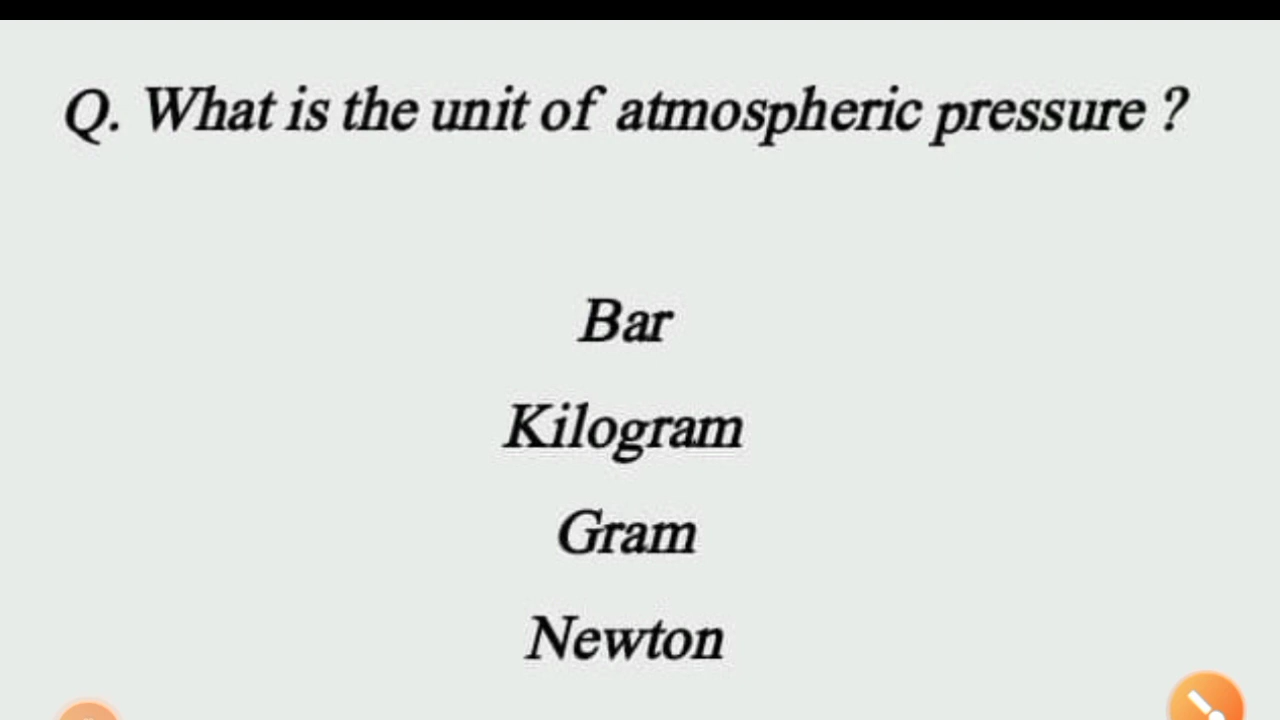 Q. What is the unit of atmospheric pressure ?
Bar
Kilogram
Gram
Newton